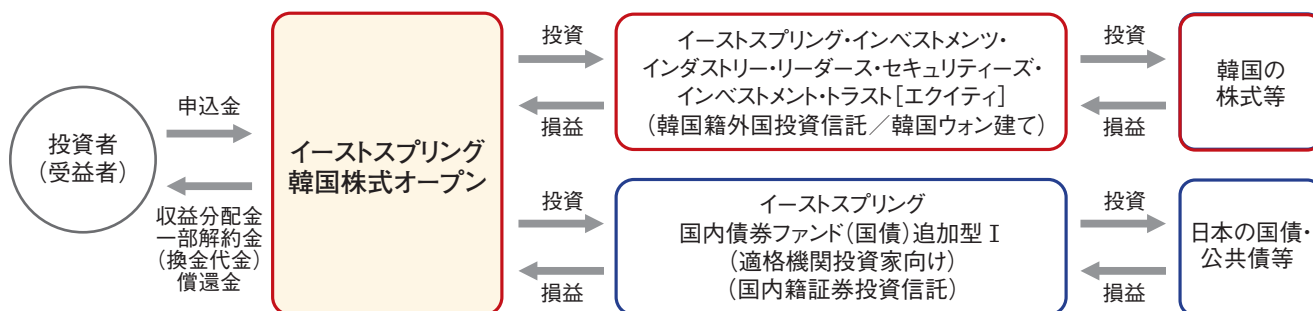 投資者
（受益者）
申込金
収益分配金
一部解約金
（換金代金）
償還金
イーストスプリング
韓国株式オープン
投資
損益
イーストスプリング・インベストメンツ・
インダストリー・リーダース・セキュリティーズ・
インベストメント・トラスト［エクイティ］
（韓国籍外国投資信託／韓国ウォン建て）
投資
損益
韓国の
株式等
投資
損益
イーストスプリング
国内債券ファンド（国債）追加型 I
（適格機関投資家向け）
（国内籍証券投資信託）
投資
損益
日本の国債・
公共債等